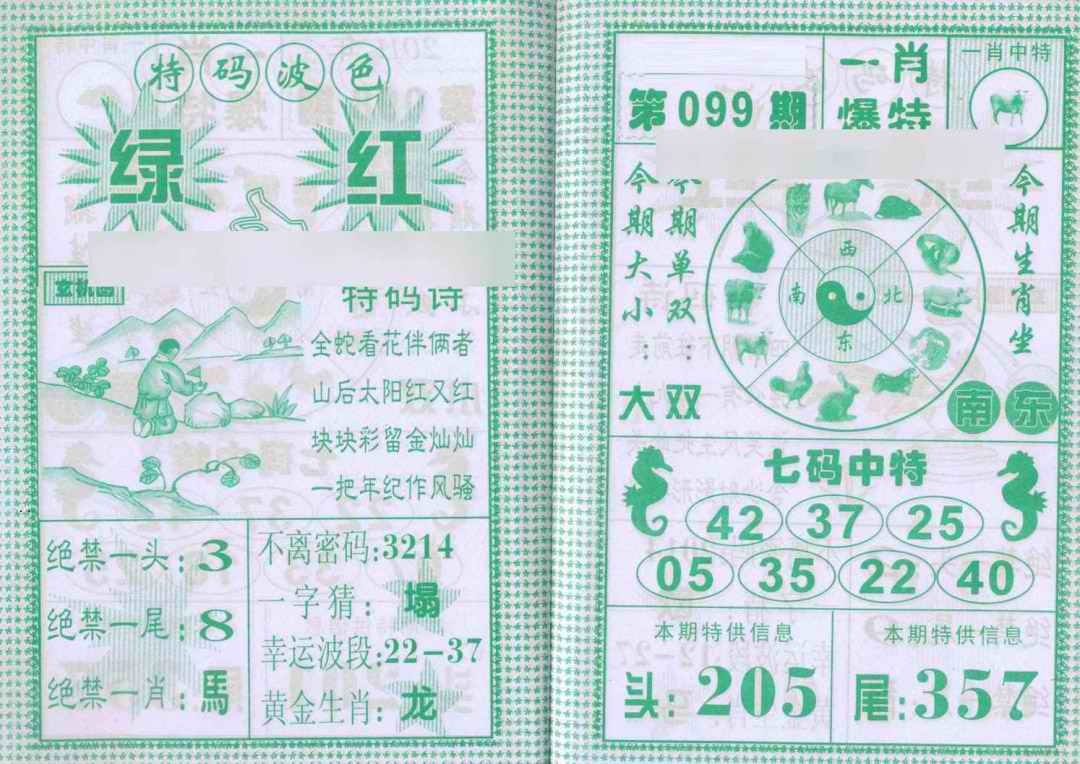 特码波色
绿 红
玄机图
特码诗
全蛇看花伴俩者
山后太阳红又红
块块彩留金灿灿
一把年纪作风骚
绝禁一头:3
绝禁一尾:8
绝禁一肖:馬
不离密码:3214
一字猜:塌
幸运波段:22-37
黄金生肖:龙
第099期
一肖
爆特
一肖中特
今期大小:大
今期单双:双
西
南 北
东
今期生肖坐
南东
七码中特
42 37 25
05 35 22 40
本期特供信息
头:205
本期特供信息
尾:357